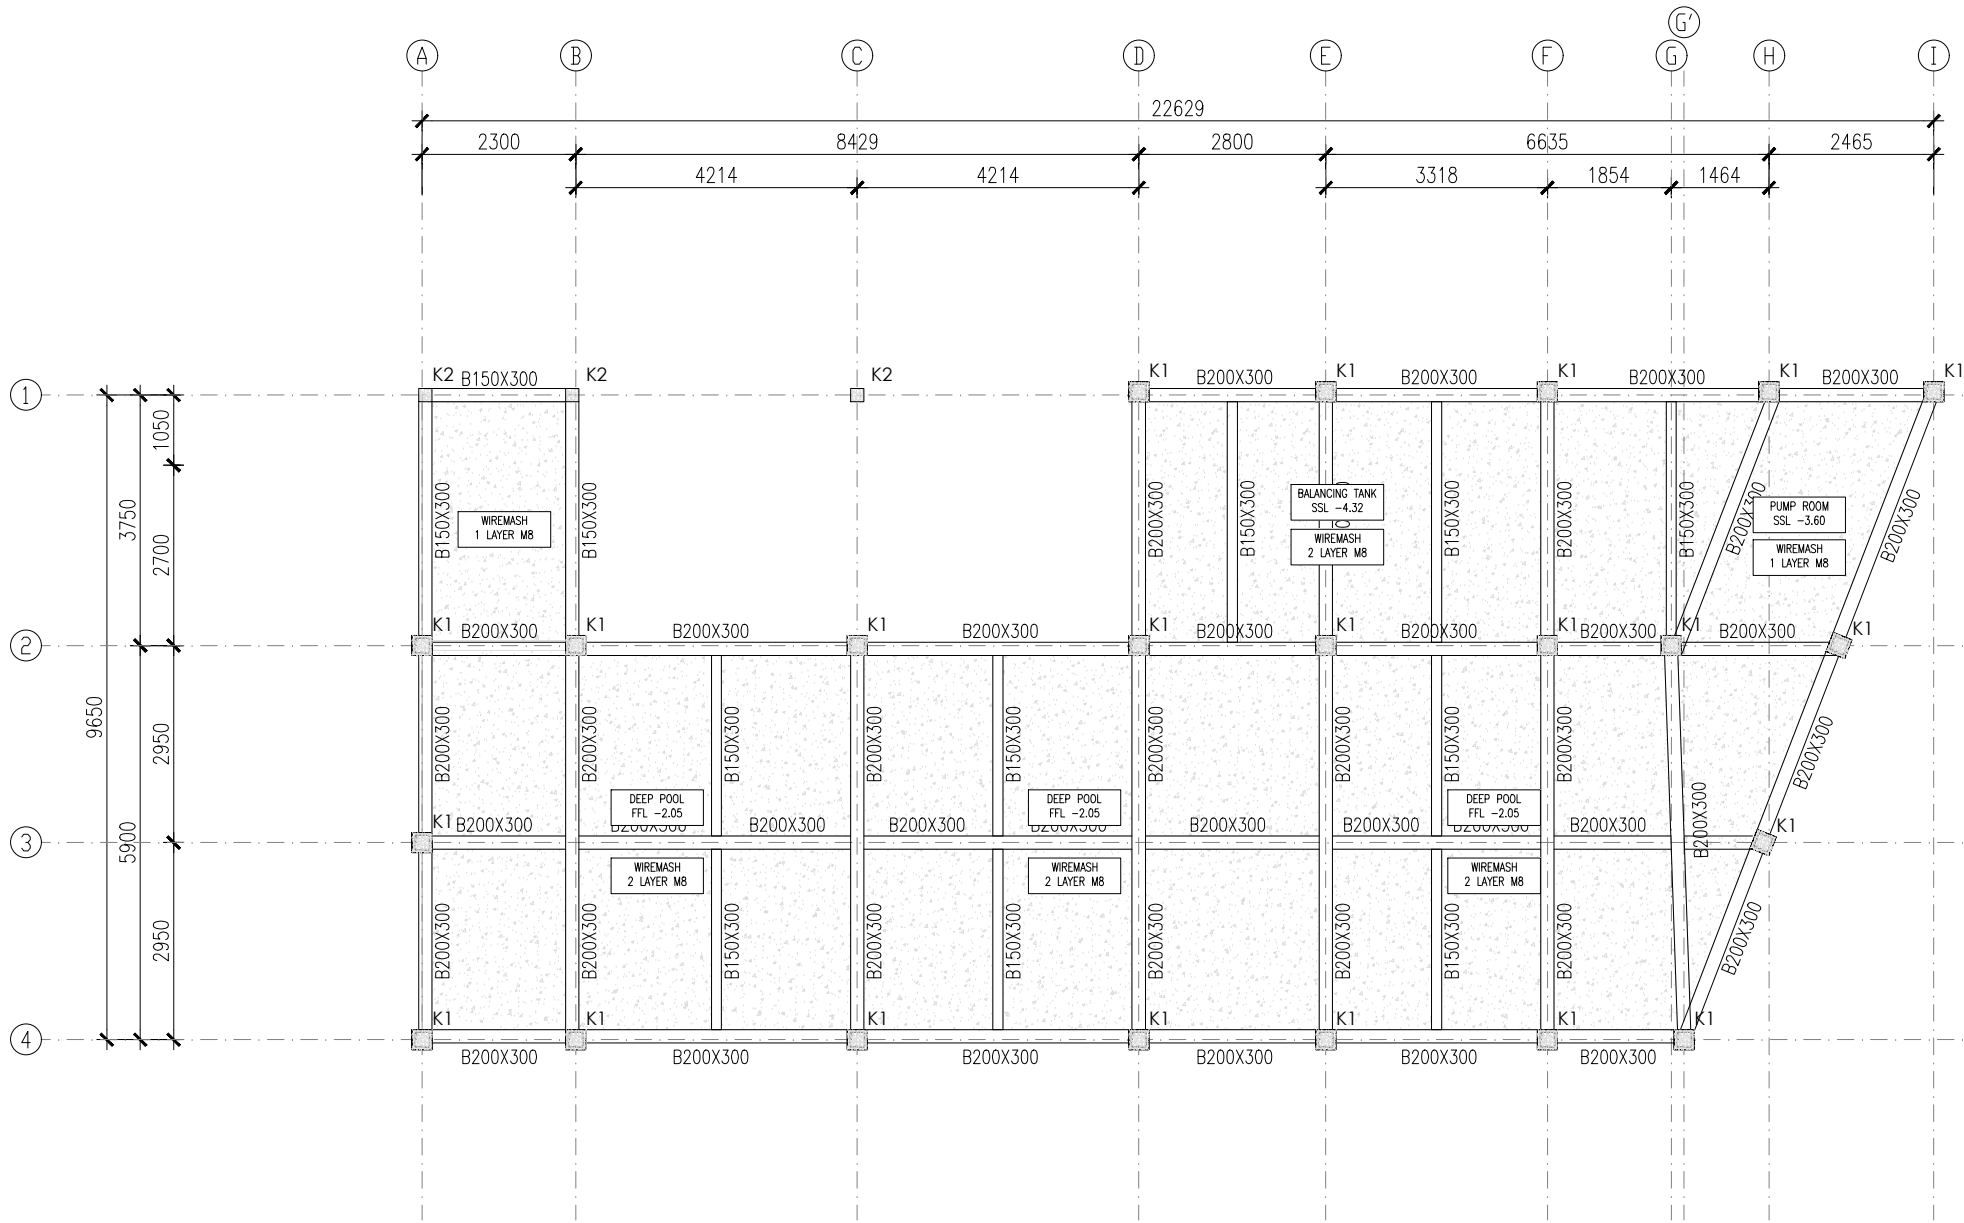 G'
A B C D E F G H I
22629
2300 8429 2800 6635 2465
4214 4214 3318 1854 1464
K2 B150X300 K2 K2 K1 B200X300 K1 B200X300 K1 B200X300 K1 B200X300 K1
1
1050
3750
2700
B150X300 B150X300 B200X300 B150X300 B150X300 B200X300 B150X300 B200X300 B200X300
WIREMASH
1 LAYER M8
BALANCING TANK
SSL -4.32
WIREMASH
2 LAYER M8
PUMP ROOM
SSL -3.60
WIREMASH
1 LAYER M8
K1 B200X300 K1 B200X300 K1 B200X300 K1 B200X300 K1 B200X300 K1 B200X300 K1 B200X300 K1
2
9650
5900
2950
B200X300 B200X300 B150X300 B200X300 B150X300 B200X300 B200X300 B150X300 B200X300 B200X300 B200X300
DEEP POOL
FFL -2.05
DEEP POOL
FFL -2.05
DEEP POOL
FFL -2.05
K1 B200X300 B200X300 B200X300 B200X300 B200X300 B200X300 B200X300 B200X300 B200X300 K1
3
WIREMASH
2 LAYER M8
WIREMASH
2 LAYER M8
WIREMASH
2 LAYER M8
2950
B200X300 B200X300 B150X300 B200X300 B150X300 B200X300 B200X300 B150X300 B200X300 B200X300
K1 K1 K1 K1 K1 K1 K1
4
B200X300 B200X300 B200X300 B200X300 B200X300 B200X300